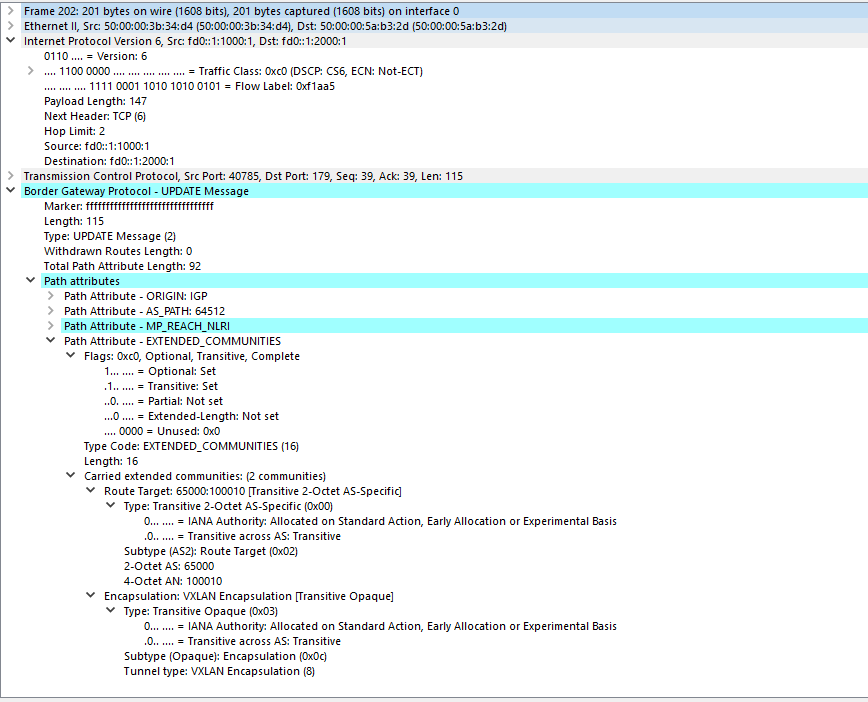 Frame 202: 201 bytes on wire (1608 bits), 201 bytes captured (1608 bits) on interface 0
Ethernet II, Src: 50:00:00:3b:34:d4 (50:00:00:3b:34:d4), Dst: 50:00:00:5a:b3:2d (50:00:00:5a:b3:2d)
Internet Protocol Version 6, Src: fd0::1:1000:1, Dst: fd0::1:2000:1
0110 .... = Version: 6
.... 1100 0000 .... .... .... .... .... = Traffic Class: 0xc0 (DSCP: CS6, ECN: Not-ECT)
.... .... .... 1111 0001 1010 1010 0101 = Flow Label: 0xf1aa5
Payload Length: 147
Next Header: TCP (6)
Hop Limit: 2
Source: fd0::1:1000:1
Destination: fd0::1:2000:1
Transmission Control Protocol, Src Port: 40785, Dst Port: 179, Seq: 39, Ack: 39, Len: 115
Border Gateway Protocol - UPDATE Message
Marker: ffffffffffffffffffffffffffffffff
Length: 115
Type: UPDATE Message (2)
Withdrawn Routes Length: 0
Total Path Attribute Length: 92
Path attributes
Path Attribute - ORIGIN: IGP
Path Attribute - AS_PATH: 64512
Path Attribute - MP_REACH_NLRI
Path Attribute - EXTENDED_COMMUNITIES
Flags: 0xc0, Optional, Transitive, Complete
1... .... = Optional: Set
.1.. .... = Transitive: Set
..0. .... = Partial: Not set
...0 .... = Extended-Length: Not set
.... 0000 = Unused: 0x0
Type Code: EXTENDED_COMMUNITIES (16)
Length: 16
Carried extended communities: (2 communities)
Route Target: 65000:100010 [Transitive 2-Octet AS-Specific]
Type: Transitive 2-Octet AS-Specific (0x00)
0... .... = IANA Authority: Allocated on Standard Action, Early Allocation or Experimental Basis
.0.. .... = Transitive across AS: Transitive
Subtype (AS2): Route Target (0x02)
2-Octet AS: 65000
4-Octet AN: 100010
Encapsulation: VXLAN Encapsulation [Transitive Opaque]
Type: Transitive Opaque (0x03)
0... .... = IANA Authority: Allocated on Standard Action, Early Allocation or Experimental Basis
.0.. .... = Transitive across AS: Transitive
Subtype (Opaque): Encapsulation (0x0c)
Tunnel type: VXLAN Encapsulation (8)